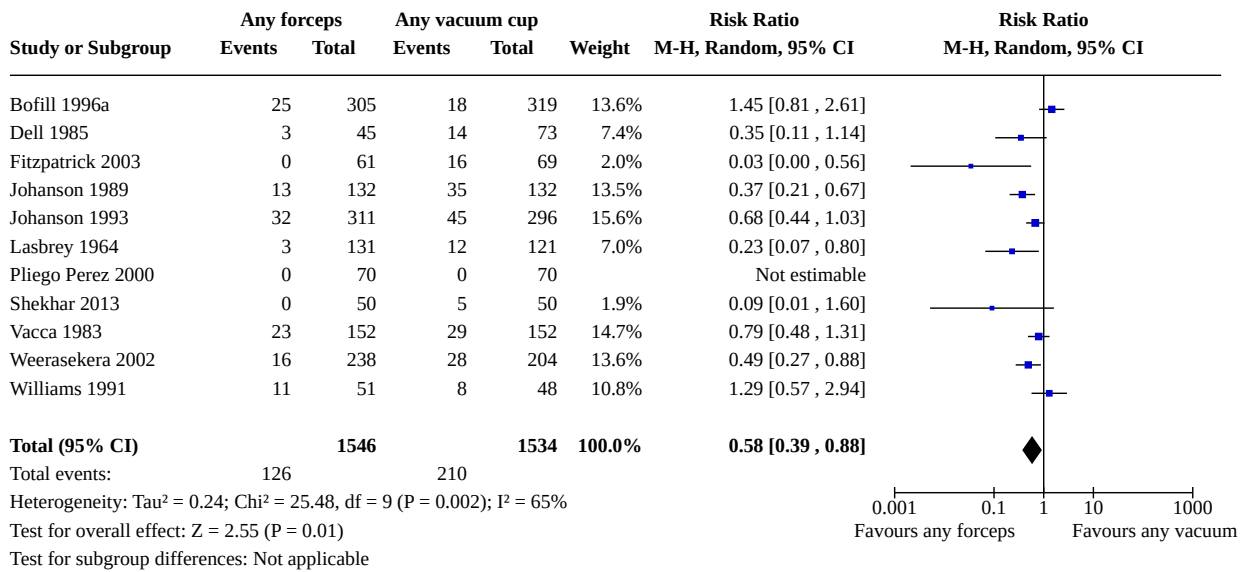 Any forceps Any vacuum cup Risk Ratio Risk Ratio
Study or Subgroup Events Total Events Total Weight M-H, Random, 95% CI M-H, Random, 95% CI
Bofill 1996a 25 305 18 319 13.6% 1.45 [0.81 , 2.61]
Dell 1985 3 45 14 73 7.4% 0.35 [0.11 , 1.14]
Fitzpatrick 2003 0 61 16 69 2.0% 0.03 [0.00 , 0.56]
Johanson 1989 13 132 35 132 13.5% 0.37 [0.21 , 0.67]
Johanson 1993 32 311 45 296 15.6% 0.68 [0.44 , 1.03]
Lasbrey 1964 3 131 12 121 7.0% 0.23 [0.07 , 0.80]
Pliego Perez 2000 0 70 0 70 Not estimable
Shekhar 2013 0 50 5 50 1.9% 0.09 [0.01 , 1.60]
Vacca 1983 23 152 29 152 14.7% 0.79 [0.48 , 1.31]
Weerasekera 2002 16 238 28 204 13.6% 0.49 [0.27 , 0.88]
Williams 1991 11 51 8 48 10.8% 1.29 [0.57 , 2.94]
Total (95% CI) 1546 1534 100.0% 0.58 [0.39 , 0.88]
Total events: 126 210
Heterogeneity: Tau² = 0.24; Chi² = 25.48, df = 9 (P = 0.002); I² = 65%
0.001 0.1 1 10 1000
Test for overall effect: Z = 2.55 (P = 0.01)
Favours any forceps Favours any vacuum
Test for subgroup differences: Not applicable